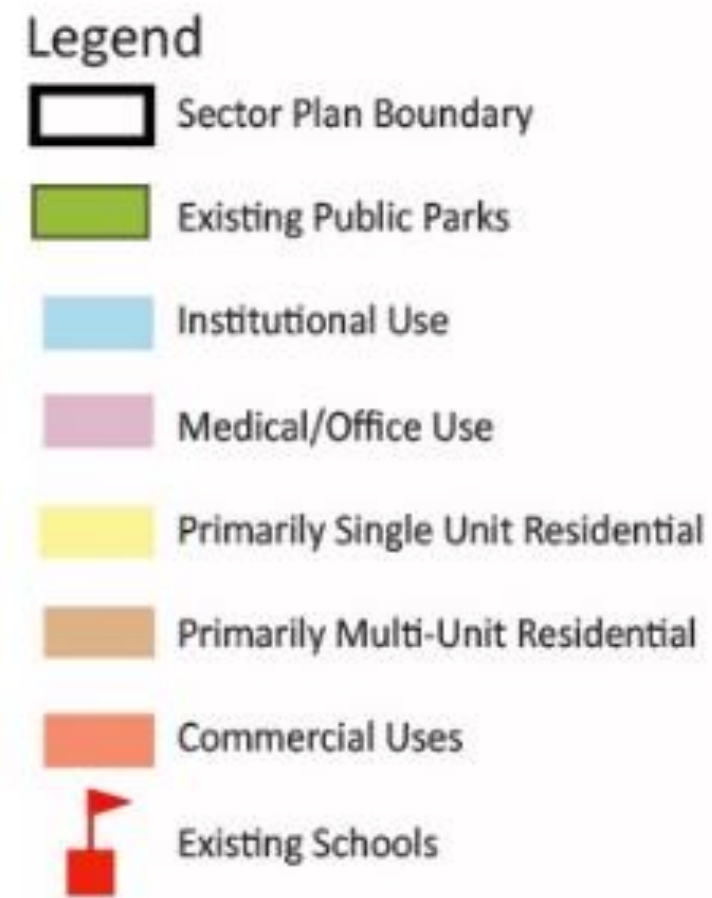 Legend
Sector Plan Boundary
Existing Public Parks
Institutional Use
Medical/Office Use
Primarily Single Unit Residential
Primarily Multi-Unit Residential
Commercial Uses
Existing Schools